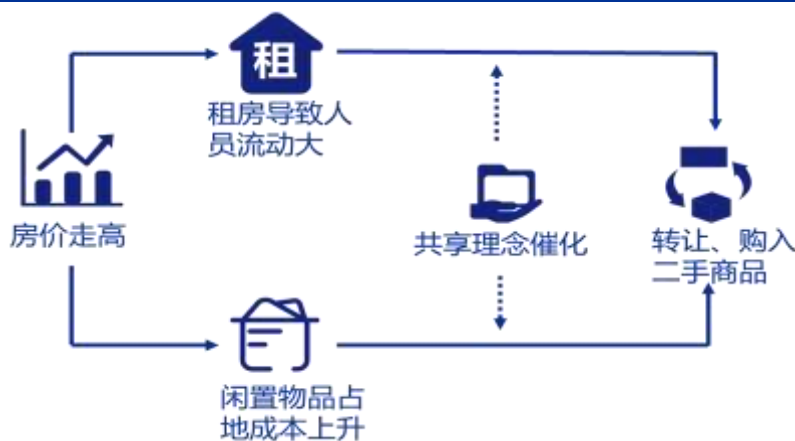 租
租房导致人
员流动大
房价走高
共享理念催化
转让、购入
二手商品
闲置物品占
地成本上升